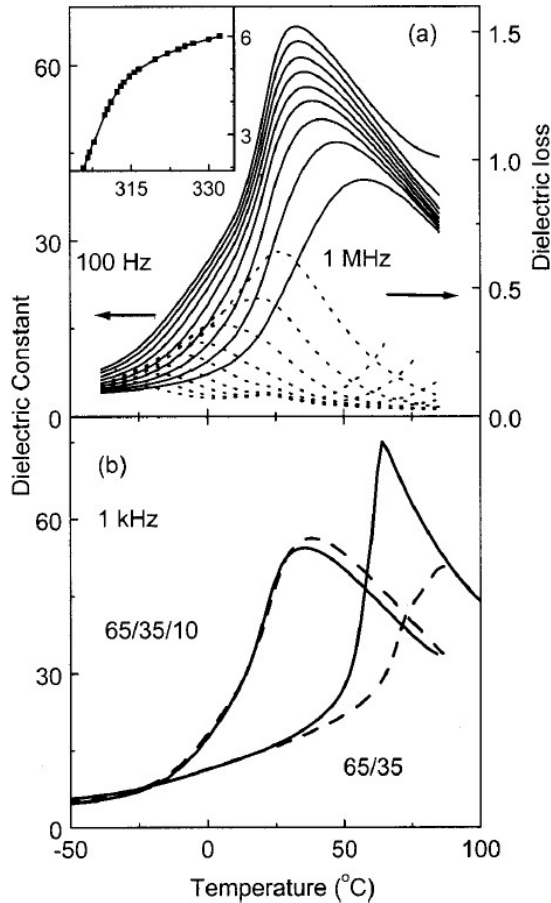 (a)
60
30
0
6
3
315 330
1.5
1.0
0.5
0.0
100 Hz
1 MHz
Dielectric Constant
Dielectric loss
(b)
1 kHz
65/35/10
65/35
60
30
0
-50 0 50 100
Temperature (°C)